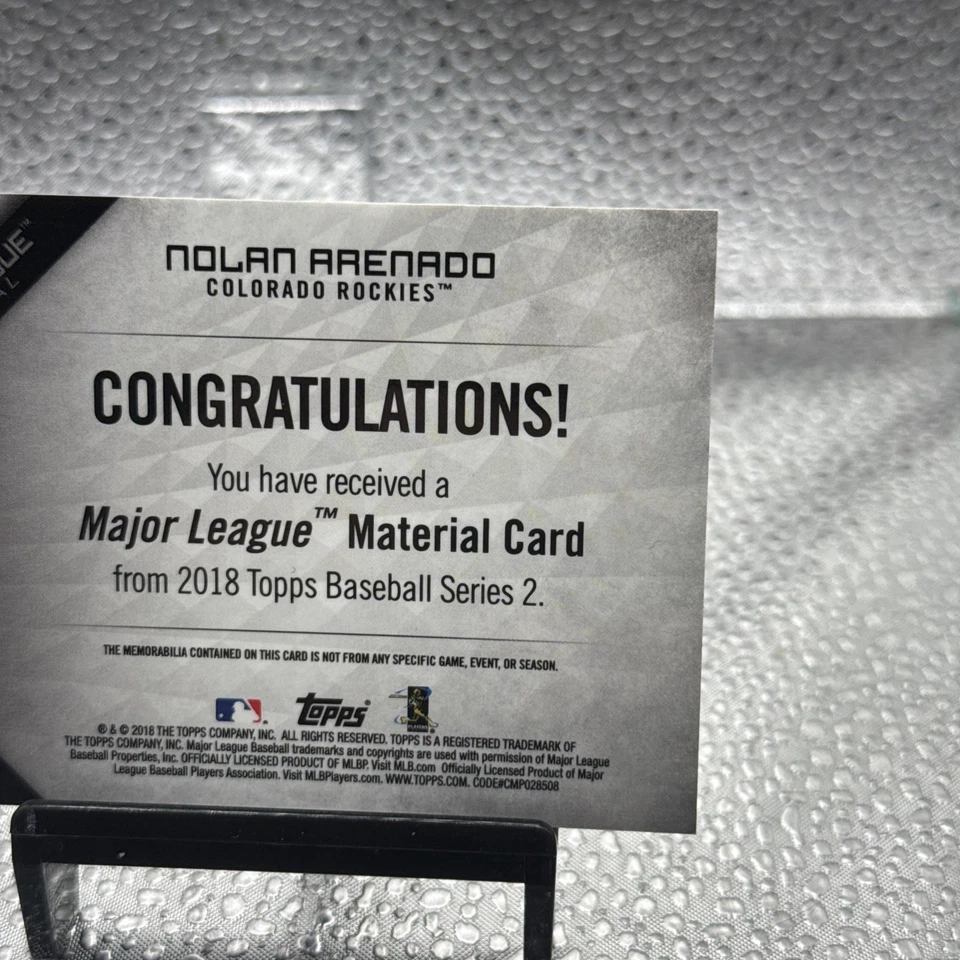 NOLAN ARENADO
COLORADO ROCKIES™
CONGRATULATIONS!
You have received a
Major League™ Material Card
from 2018 Topps Baseball Series 2.
THE MEMORABILIA CONTAINED ON THIS CARD IS NOT FROM ANY SPECIFIC GAME, EVENT, OR SEASON.
Topps®
® & © 2018 THE TOPPS COMPANY, INC. ALL RIGHTS RESERVED. TOPPS IS A REGISTERED TRADEMARK OF
THE TOPPS COMPANY, INC. Major League Baseball trademarks and copyrights are used with permission of Major League
Baseball Properties, Inc. OFFICIALLY LICENSED PRODUCT OF MLBP. Visit MLB.com Officially Licensed Product of Major
League Baseball Players Association. Visit MLBPlayers.com. WWW.TOPPS.COM. CODE#CMP028508